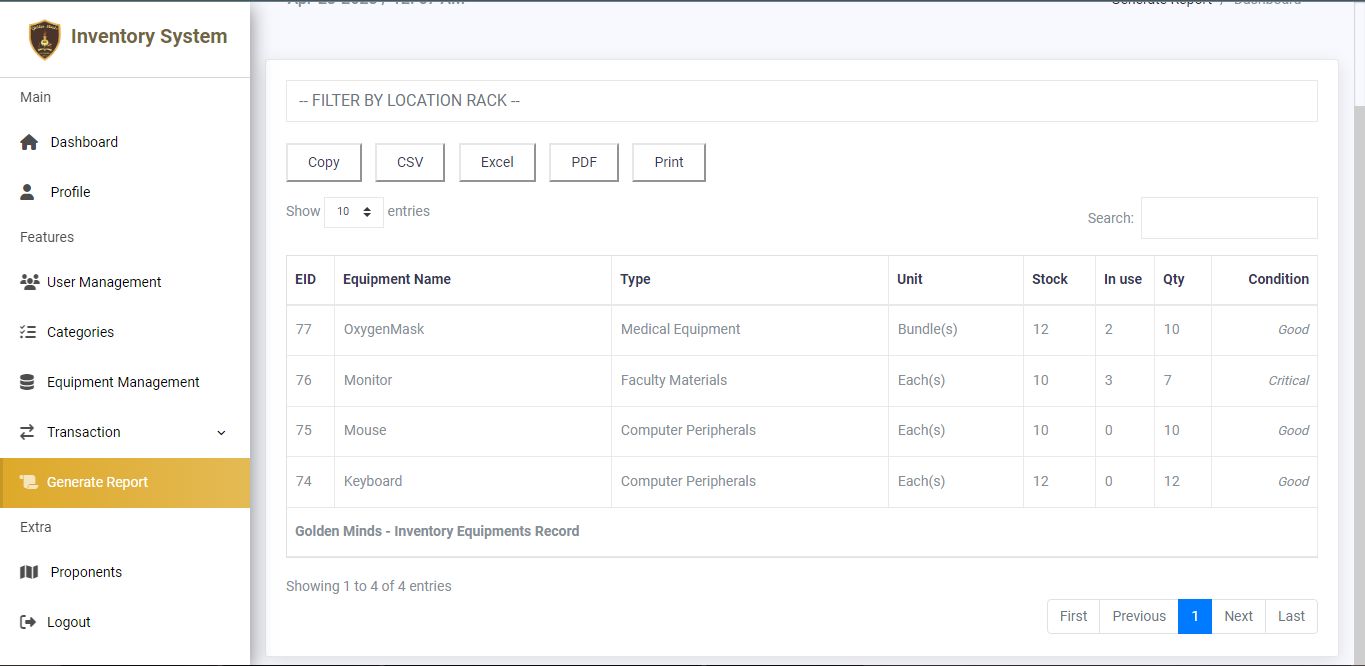 Inventory System
Main
Dashboard
Profile
Features
User Management
Categories
Equipment Management
Transaction
Generate Report
Extra
Proponents
Logout
Generate Report / Dashboard
-- FILTER BY LOCATION RACK --
Copy CSV Excel PDF Print
Show 10 entries
Search:
EID Equipment Name Type Unit Stock In use Qty Condition
77 OxygenMask Medical Equipment Bundle(s) 12 2 10 Good
76 Monitor Faculty Materials Each(s) 10 3 7 Critical
75 Mouse Computer Peripherals Each(s) 10 0 10 Good
74 Keyboard Computer Peripherals Each(s) 12 0 12 Good
Golden Minds - Inventory Equipments Record
Showing 1 to 4 of 4 entries
First Previous 1 Next Last